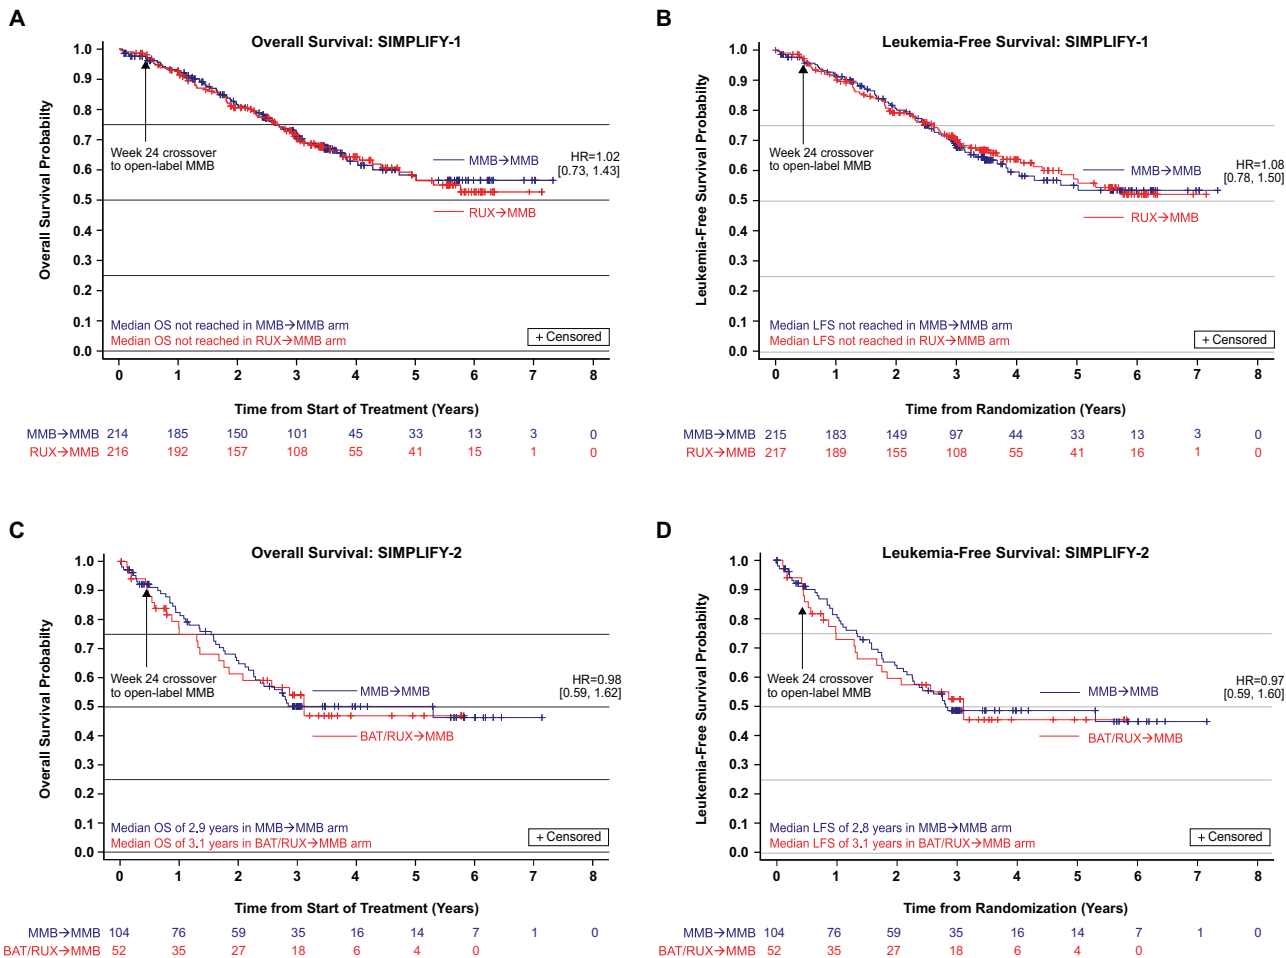 A
Overall Survival: SIMPLIFY-1
Overall Survival Probabilty
1.0
0.9
0.8
0.7
0.6
0.5
0.4
0.3
0.2
0.1
0.0
Week 24 crossover
to open-label MMB
MMB→MMB
HR=1.02
[0.73, 1.43]
RUX→MMB
Median OS not reached in MMB→MMB arm
Median OS not reached in RUX→MMB arm
+ Censored
0 1 2 3 4 5 6 7 8
Time from Start of Treatment (Years)
MMB→MMB 214 185 150 101 45 33 13 3 0
RUX→MMB 216 192 157 108 55 41 15 1 0
B
Leukemia-Free Survival: SIMPLIFY-1
Leukemia-Free Survival Probabilty
1.0
0.9
0.8
0.7
0.6
0.5
0.4
0.3
0.2
0.1
0.0
Week 24 crossover
to open-label MMB
HR=1.08
[0.78, 1.50]
MMB→MMB
RUX→MMB
Median LFS not reached in MMB→MMB arm
Median LFS not reached in RUX→MMB arm
+ Censored
0 1 2 3 4 5 6 7 8
Time from Randomization (Years)
MMB→MMB 215 183 149 97 44 33 13 3 0
RUX→MMB 217 189 155 108 55 41 16 1 0
C
Overall Survival: SIMPLIFY-2
Overall Survival Probabilty
1.0
0.9
0.8
0.7
0.6
0.5
0.4
0.3
0.2
0.1
0.0
Week 24 crossover
to open-label MMB
HR=0.98
[0.59, 1.62]
MMB→MMB
BAT/RUX→MMB
Median OS of 2.9 years in MMB→MMB arm
Median OS of 3.1 years in BAT/RUX→MMB arm
+ Censored
0 1 2 3 4 5 6 7 8
Time from Start of Treatment (Years)
MMB→MMB 104 76 59 35 16 14 7 1 0
BAT/RUX→MMB 52 35 27 18 6 4 0
D
Leukemia-Free Survival: SIMPLIFY-2
Leukemia-Free Survival Probabilty
1.0
0.9
0.8
0.7
0.6
0.5
0.4
0.3
0.2
0.1
0.0
Week 24 crossover
to open-label MMB
HR=0.97
[0.59, 1.60]
MMB→MMB
BAT/RUX→MMB
Median LFS of 2.8 years in MMB→MMB arm
Median LFS of 3.1 years in BAT/RUX→MMB arm
+ Censored
0 1 2 3 4 5 6 7 8
Time from Randomization (Years)
MMB→MMB 104 76 59 35 16 14 7 1 0
BAT/RUX→MMB 52 35 27 18 6 4 0